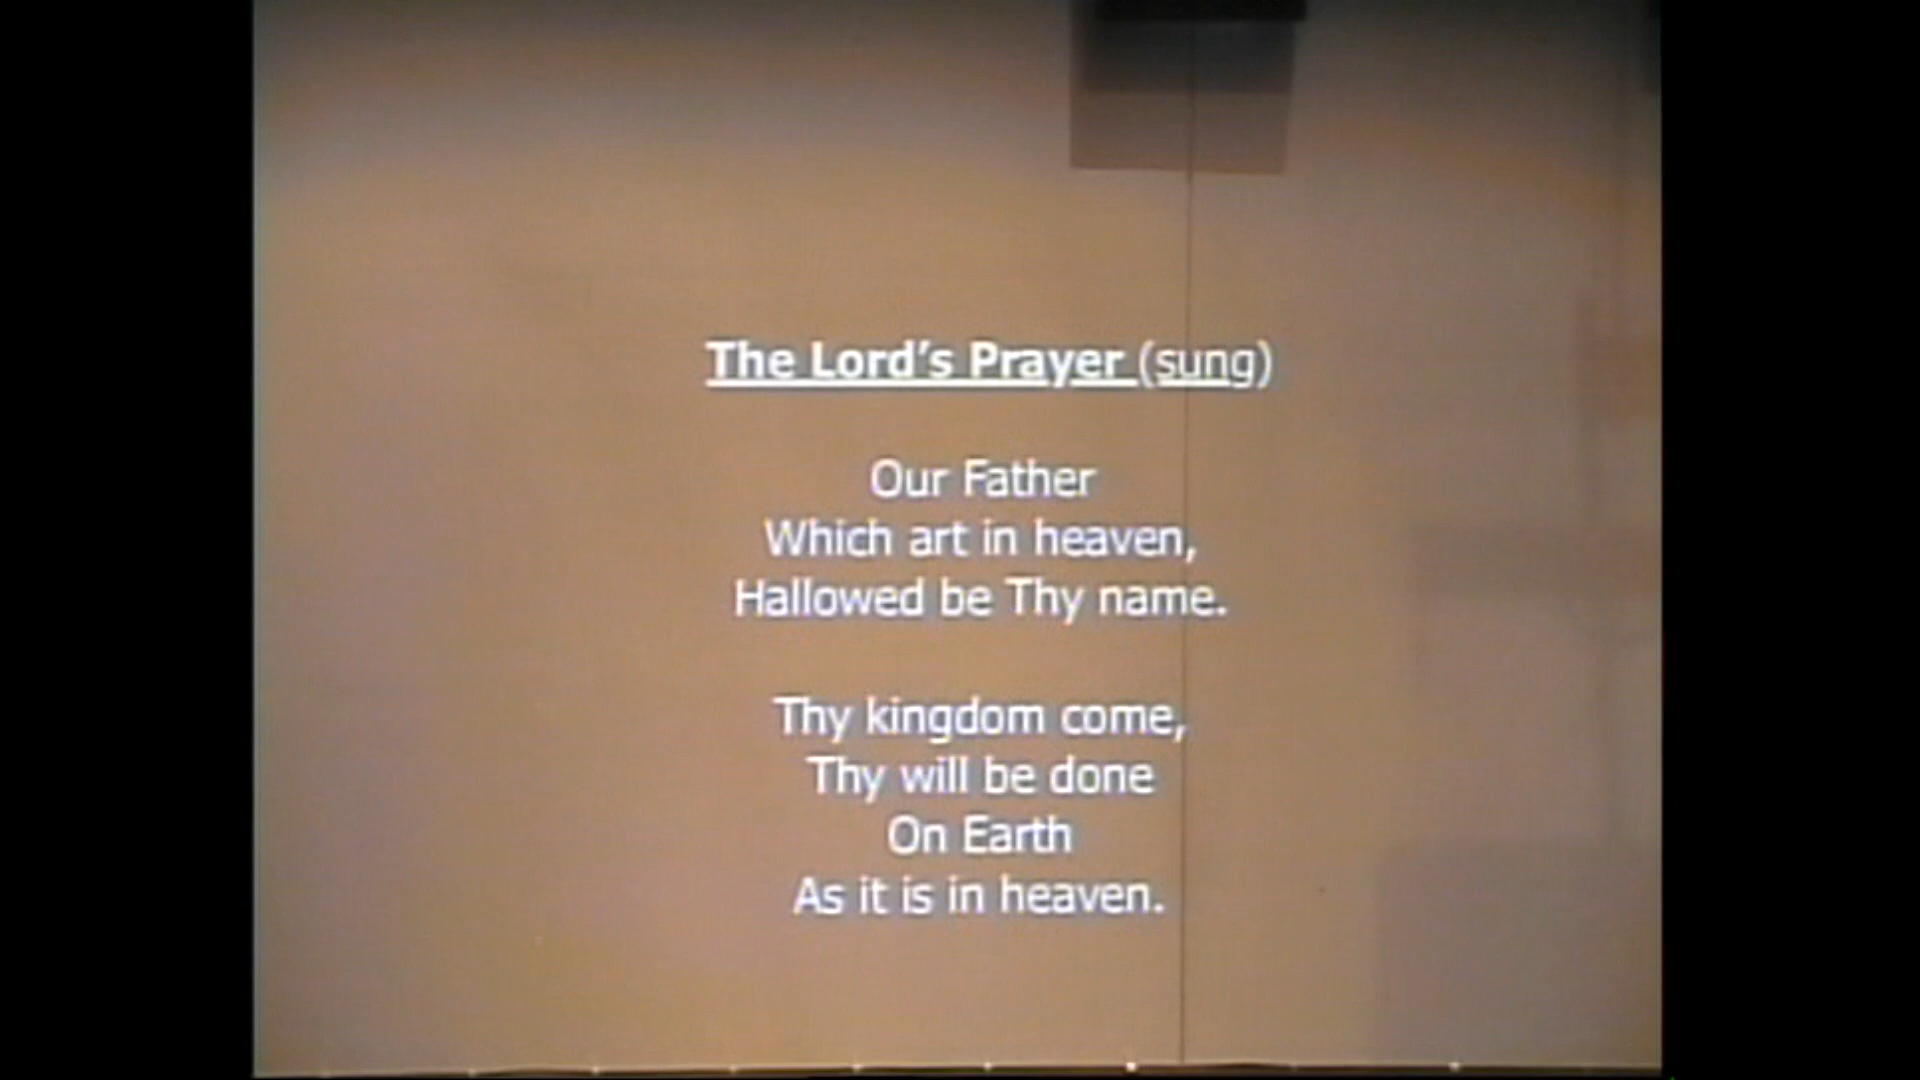 The Lord's Prayer (sung)
Our Father
Which art in heaven,
Hallowed be Thy name.
Thy kingdom come,
Thy will be done
On Earth
As it is in heaven.